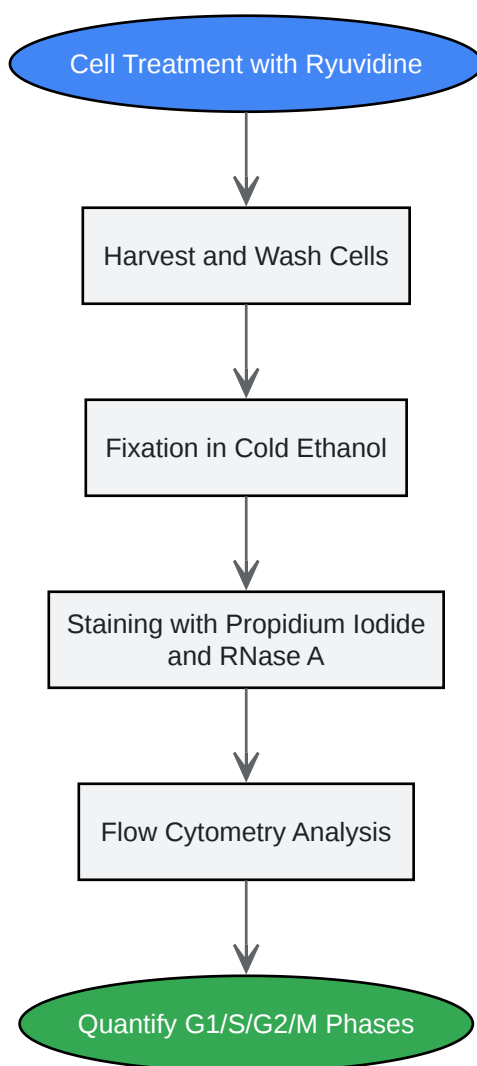 Cell Treatment with Ryuvidine
Harvest and Wash Cells
Fixation in Cold Ethanol
Staining with Propidium Iodide
and RNase A
Flow Cytometry Analysis
Quantify G1/S/G2/M Phases